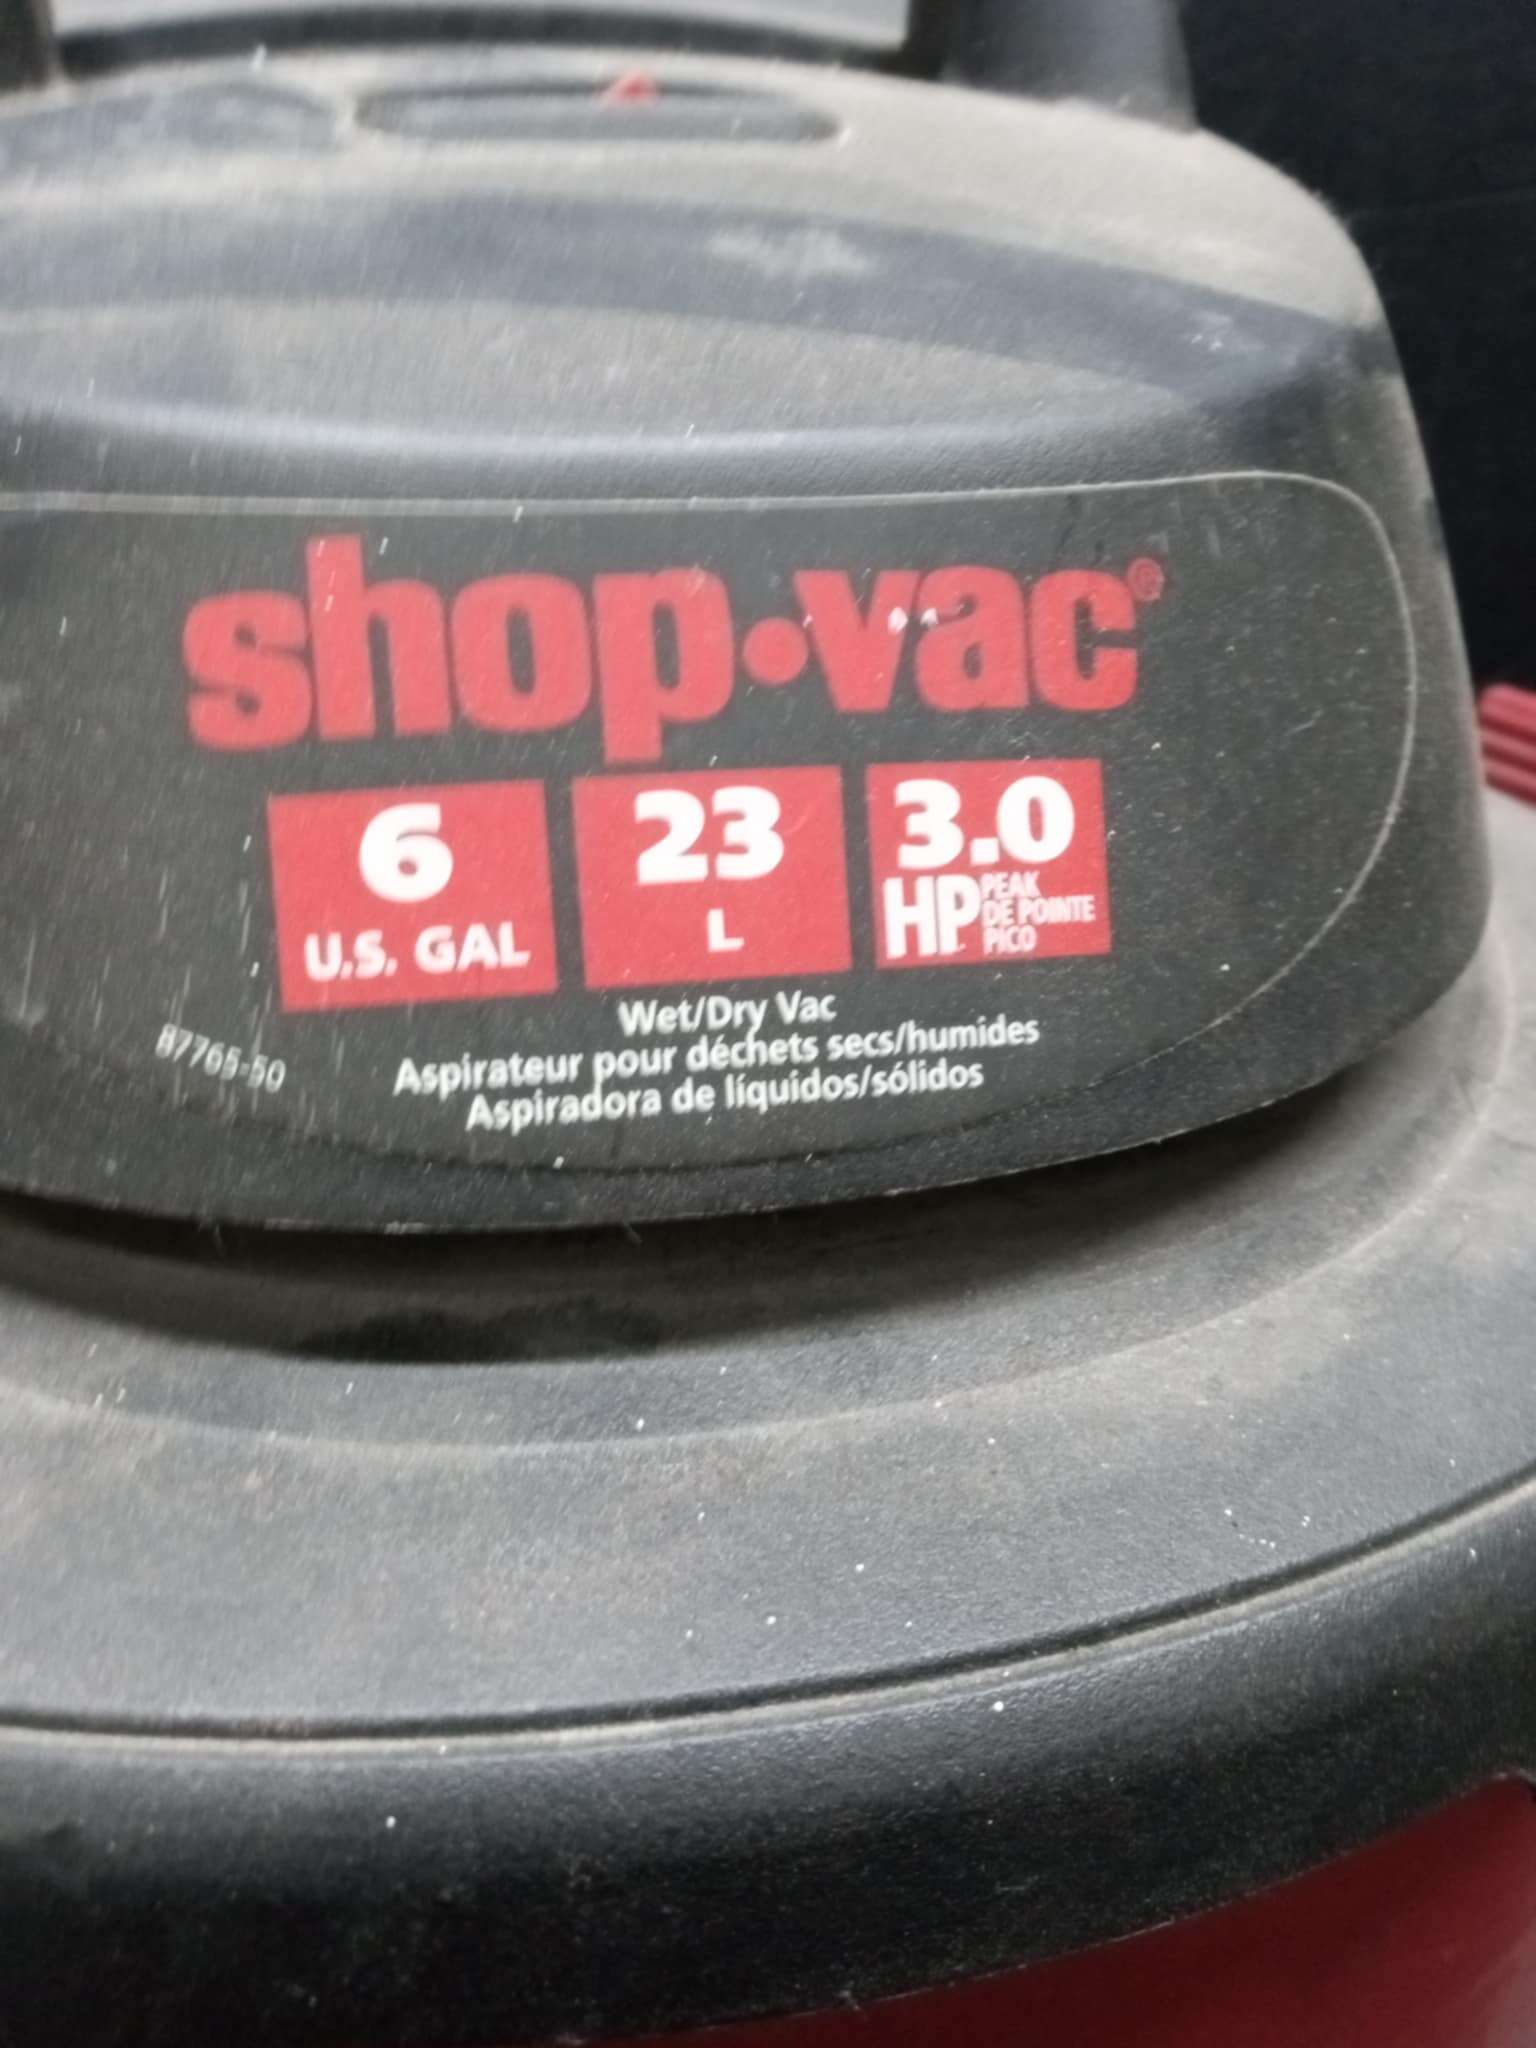 shop·vac®
6
U.S. GAL
23
L
3.0
HP PEAK
DE POINTE
PICO
Wet/Dry Vac
Aspirateur pour déchets secs/humides
Aspiradora de líquidos/sólidos
87765-50